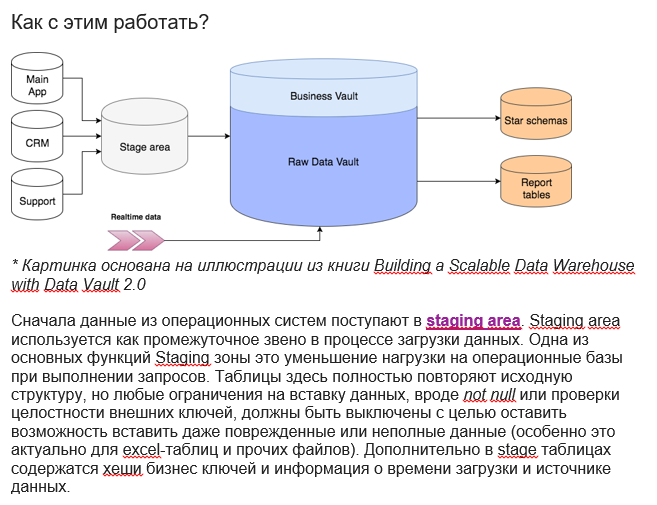 Как с этим работать?
Main
App
CRM
Support
Stage area
Realtime data
Business Vault
Raw Data Vault
Star schemas
Report
tables
* Картинка основана на иллюстрации из книги Building a Scalable Data Warehouse
with Data Vault 2.0
Сначала данные из операционных систем поступают в staging area. Staging area
используется как промежуточное звено в процессе загрузки данных. Одна из
основных функций Staging зоны это уменьшение нагрузки на операционные базы
при выполнении запросов. Таблицы здесь полностью повторяют исходную
структуру, но любые ограничения на вставку данных, вроде not null или проверки
целостности внешних ключей, должны быть выключены с целью оставить
возможность вставить даже поврежденные или неполные данные (особенно это
актуально для excel-таблиц и прочих файлов). Дополнительно в stage таблицах
содержатся хеши бизнес ключей и информация о времени загрузки и источнике
данных.